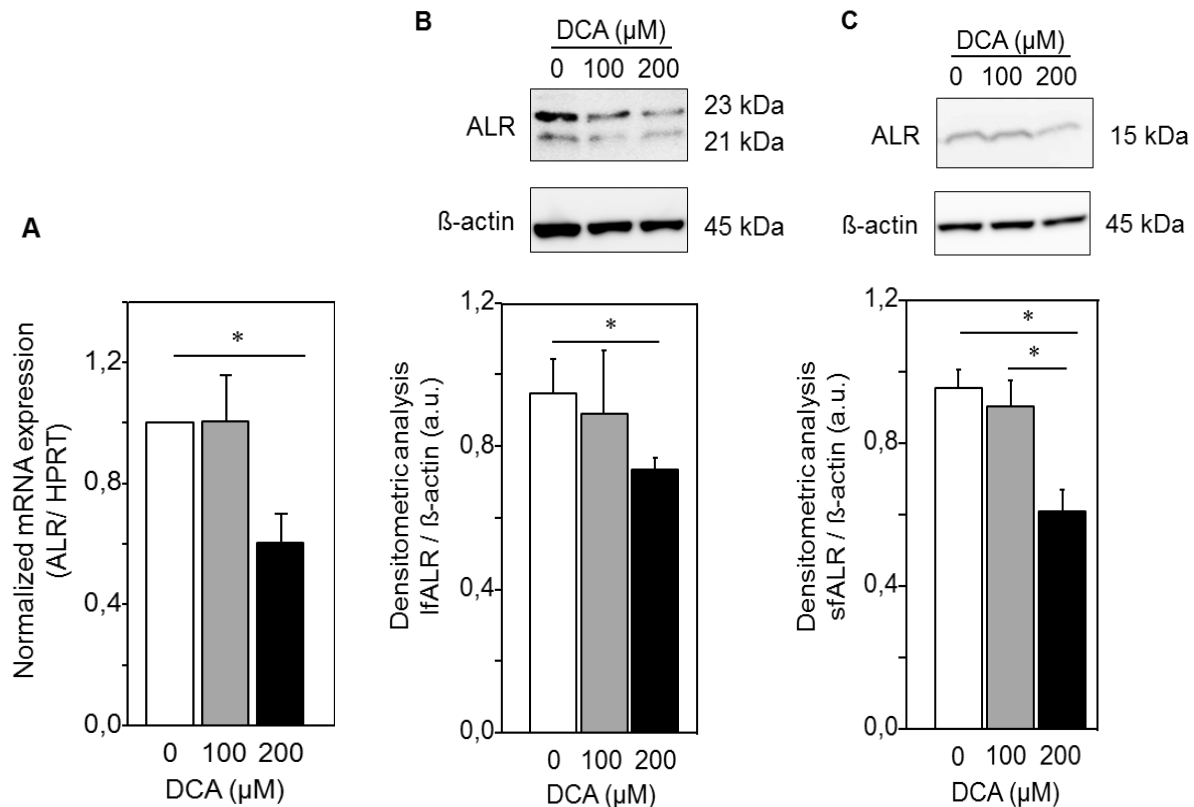 A
1,2
0,8
0,4
0,0
Normalized mRNA expression
(ALR/ HPRT)
*
0 100 200
DCA (µM)
B
DCA (µM)
0 100 200
ALR
23 kDa
21 kDa
ß-actin
45 kDa
1,2
0,8
0,4
0,0
Densitometric analysis
lfALR / ß-actin (a.u.)
*
0 100 200
DCA (µM)
C
DCA (µM)
0 100 200
ALR
15 kDa
ß-actin
45 kDa
1,2
0,8
0,4
0,0
Densitometric analysis
sfALR / ß-actin (a.u.)
*
*
0 100 200
DCA (µM)